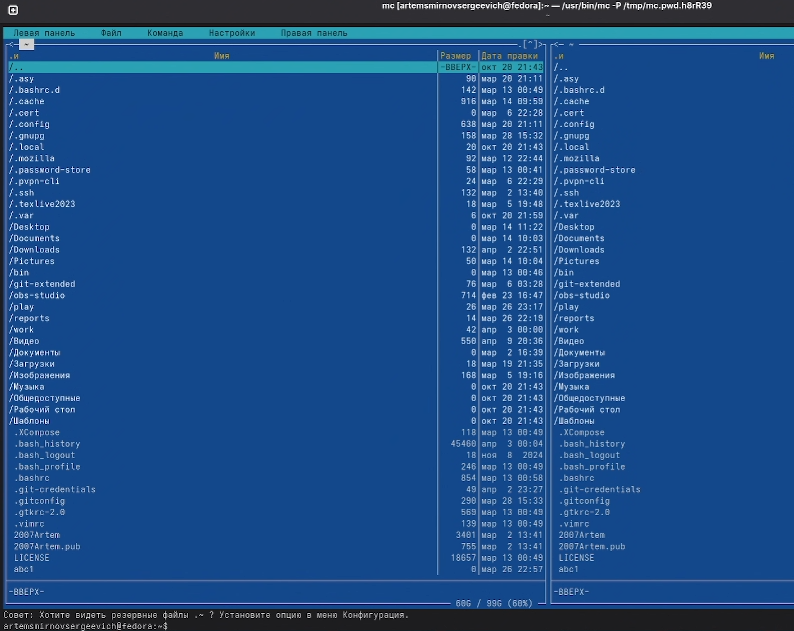 mc [artemsmirnovsergeevich@fedora]:~ — /usr/bin/mc -P /tmp/mc.pwd.h8rR39
Левая панель Файл Команда Настройки Правая панель
<─ ~ .[^]> <─ ~
.и Имя Размер Дата правки .и Имя
/.. -ВВЕРХ- окт 20 21:43 /..
/.asy 90 мар 20 21:11 /.asy
/.bashrc.d 142 мар 13 00:49 /.bashrc.d
/.cache 916 мар 14 09:59 /.cache
/.cert 0 мар 6 22:28 /.cert
/.config 638 мар 20 21:11 /.config
/.gnupg 158 мар 28 15:32 /.gnupg
/.local 20 окт 20 21:43 /.local
/.mozilla 92 мар 12 22:44 /.mozilla
/.password-store 58 мар 13 00:41 /.password-store
/.pvpn-cli 24 мар 6 22:29 /.pvpn-cli
/.ssh 132 мар 2 13:40 /.ssh
/.texlive2023 18 мар 5 19:48 /.texlive2023
/.var 6 окт 20 21:59 /.var
/Desktop 0 мар 14 11:22 /Desktop
/Documents 0 мар 14 10:03 /Documents
/Downloads 132 апр 2 22:51 /Downloads
/Pictures 50 мар 14 10:04 /Pictures
/bin 0 мар 13 00:46 /bin
/git-extended 76 мар 6 03:28 /git-extended
/obs-studio 714 фев 23 16:47 /obs-studio
/play 26 мар 26 23:17 /play
/reports 14 мар 26 22:19 /reports
/work 42 апр 3 00:00 /work
/Видео 550 апр 9 20:36 /Видео
/Документы 0 мар 2 16:39 /Документы
/Загрузки 18 мар 19 21:35 /Загрузки
/Изображения 168 мар 5 19:16 /Изображения
/Музыка 0 окт 20 21:43 /Музыка
/Общедоступные 0 окт 20 21:43 /Общедоступные
/Рабочий стол 0 окт 20 21:43 /Рабочий стол
/Шаблоны 0 окт 20 21:43 /Шаблоны
.XCompose 118 мар 13 00:49 .XCompose
.bash_history 45460 апр 3 00:04 .bash_history
.bash_logout 18 ноя 8 2024 .bash_logout
.bash_profile 246 мар 13 00:49 .bash_profile
.bashrc 854 мар 13 00:58 .bashrc
.git-credentials 49 апр 2 23:27 .git-credentials
.gitconfig 290 мар 28 15:33 .gitconfig
.gtkrc-2.0 569 мар 13 00:49 .gtkrc-2.0
.vimrc 139 мар 13 00:49 .vimrc
2007Artem 3401 мар 2 13:41 2007Artem
2007Artem.pub 755 мар 2 13:41 2007Artem.pub
LICENSE 18657 мар 13 00:49 LICENSE
abc1 0 мар 26 22:57 abc1
-ВВЕРХ- -ВВЕРХ-
60G / 99G (60%)
Совет: Хотите видеть резервные файлы .~ ? Установите опцию в меню Конфигурация.
artemsmirnovsergeevich@fedora:~$